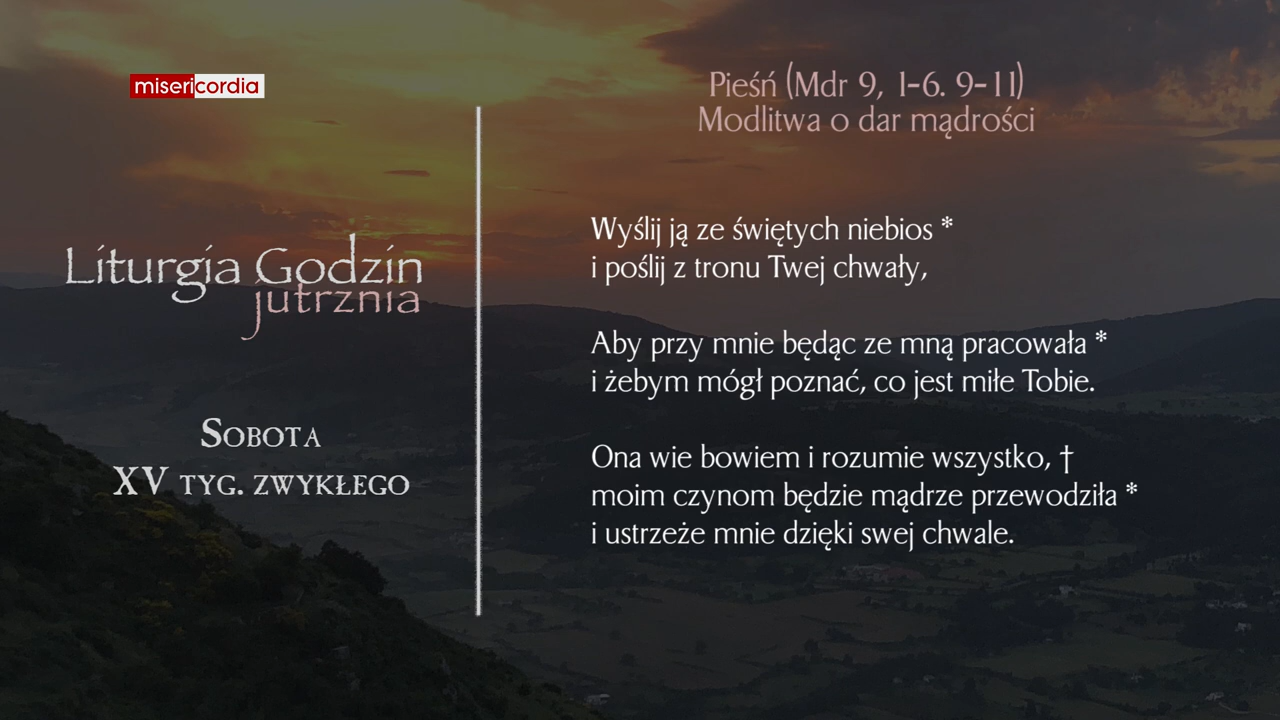 misericordia
Liturgia Godzin
jutrznia
Sobota
XV tyg. zwykłego
Pieśń (Mdr 9, 1-6. 9-11)
Modlitwa o dar mądrości
Wyślij ją ze świętych niebios *
i poślij z tronu Twej chwały,
Aby przy mnie będąc ze mną pracowała *
i żebym mógł poznać, co jest miłe Tobie.
Ona wie bowiem i rozumie wszystko, †
moim czynom będzie mądrze przewodziła *
i ustrzeże mnie dzięki swej chwale.